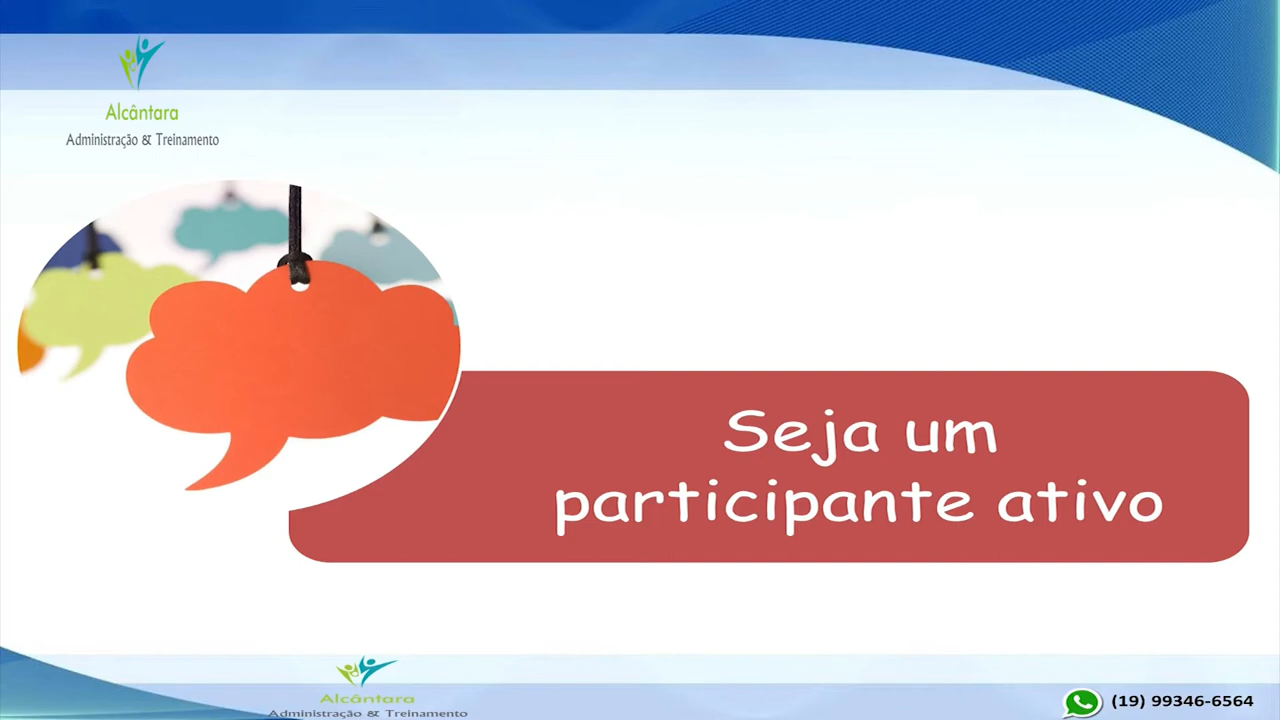 Alcântara
Administração & Treinamento
Seja um
participante ativo
Alcântara
Administração & Treinamento
(19) 99346-6564